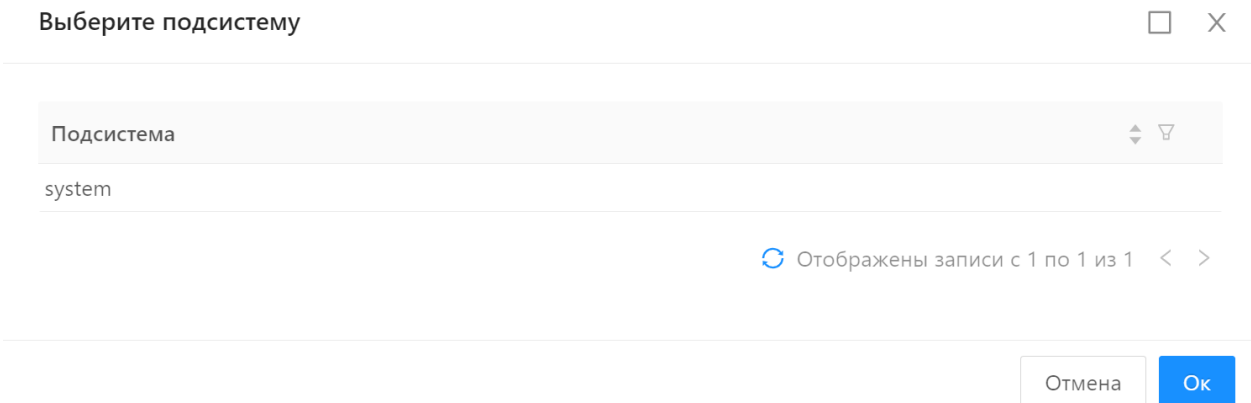 Выберите подсистему
Подсистема
system
Отображены записи с 1 по 1 из 1
Отмена
Ок